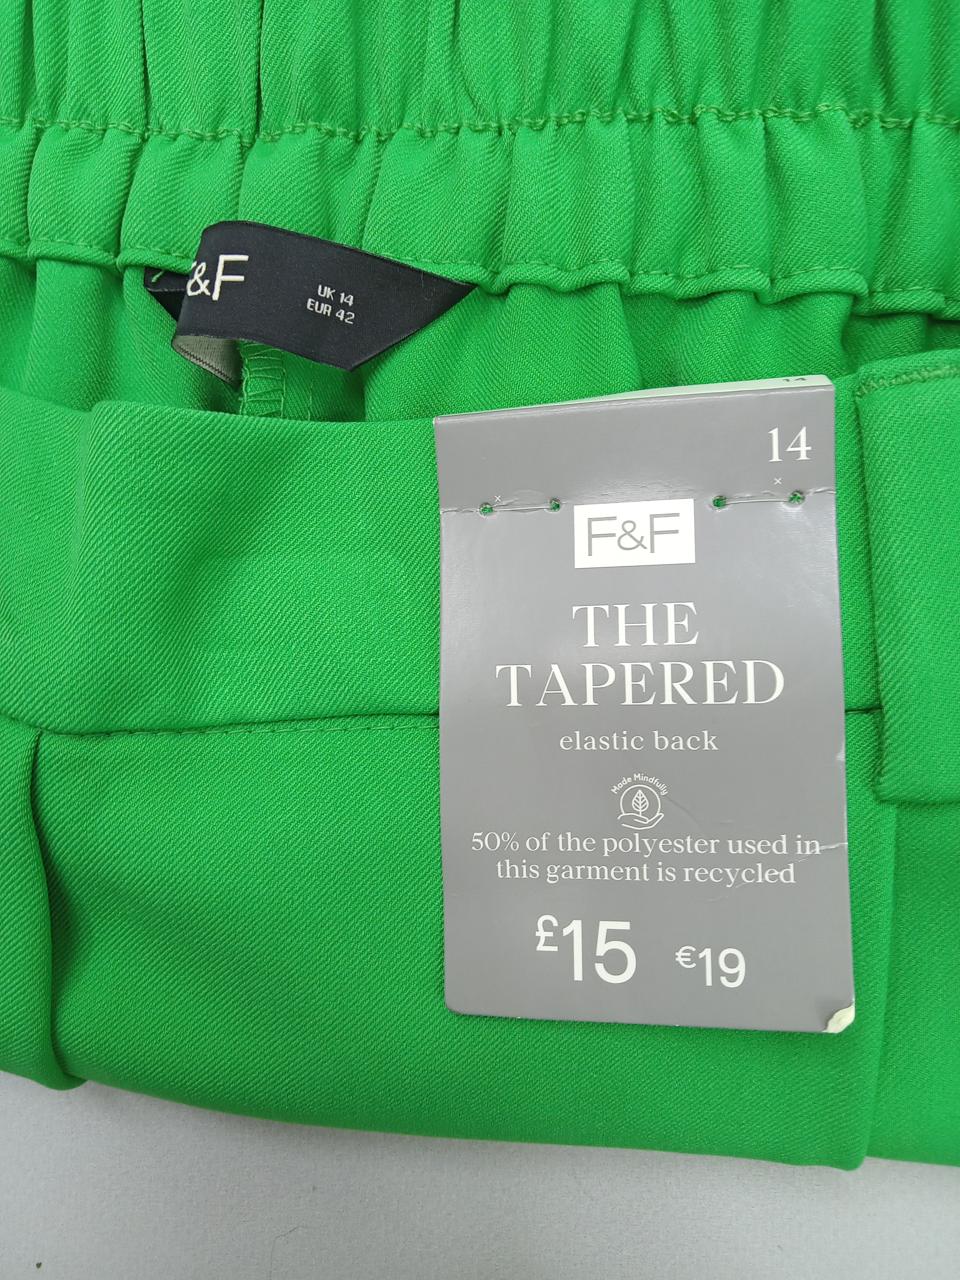 &F
UK 14
EUR 42
14
14
F&F
THE
TAPERED
elastic back
Made Mindfully
50% of the polyester used in
this garment is recycled
£15 €19